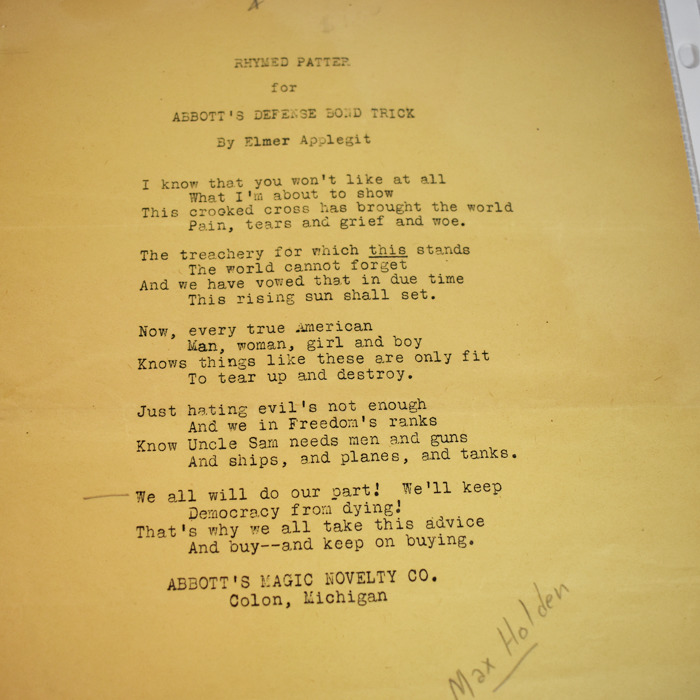 RHYMED PATTER
for
ABBOTT'S DEFENSE BOND TRICK
By Elmer Applegit
I know that you won't like at all
What I'm about to show
This crooked cross has brought the world
Pain, tears and grief and woe.
The treachery for which this stands
The world cannot forget
And we have vowed that in due time
This rising sun shall set.
Now, every true American
Man, woman, girl and boy
Knows things like these are only fit
To tear up and destroy.
Just hating evil's not enough
And we in Freedom's ranks
Know Uncle Sam needs men and guns
And ships, and planes, and tanks.
We all will do our part! We'll keep
Democracy from dying!
That's why we all take this advice
And buy--and keep on buying.
ABBOTT'S MAGIC NOVELTY CO.
Colon, Michigan
Max Holden